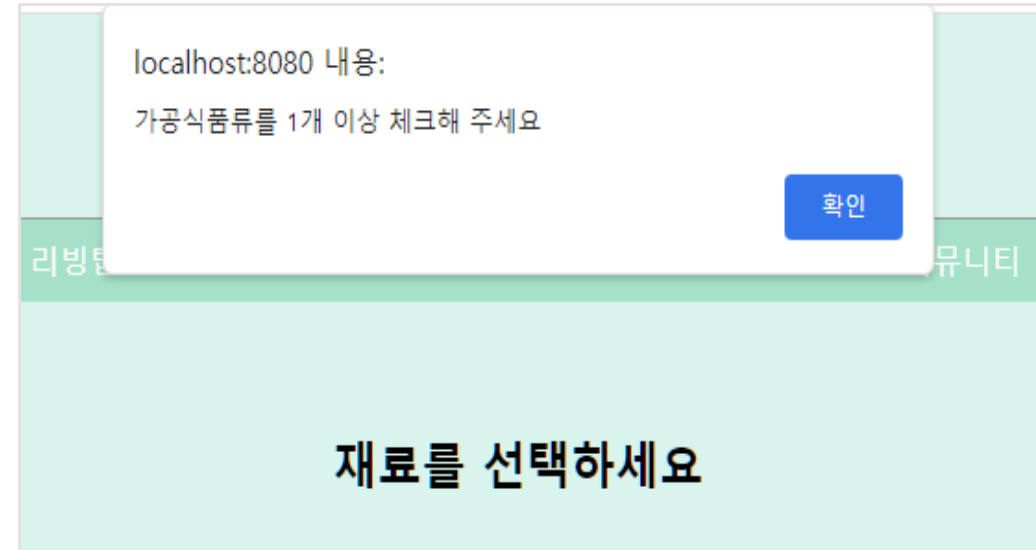 localhost:8080 내용:
가공식품류를 1개 이상 체크해 주세요
확인
리빙
뮤니티
재료를 선택하세요